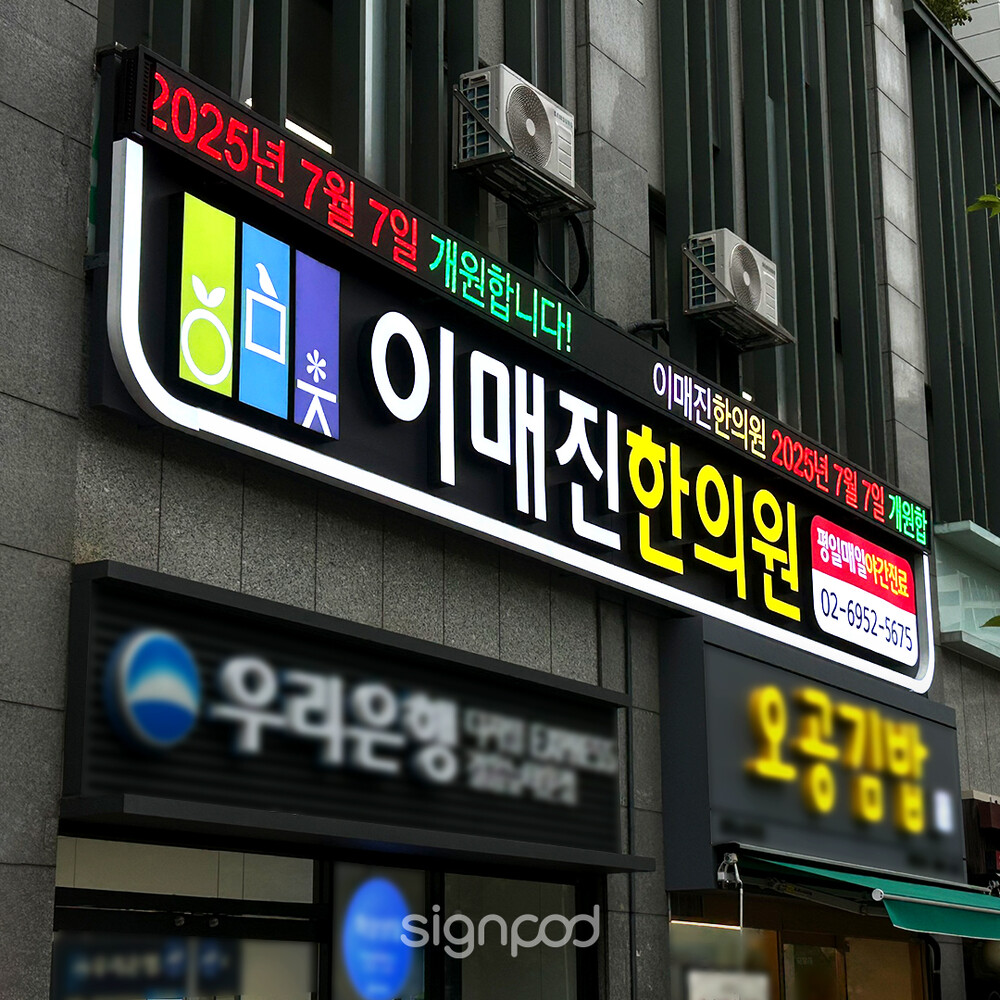 2025년 7월 7일 개원합니다!
이매진한의원 2025년 7월 7일 개원합
이매진한의원
평일매일야간진료
02-6952-5675
우리은행
오공김밥
signpod